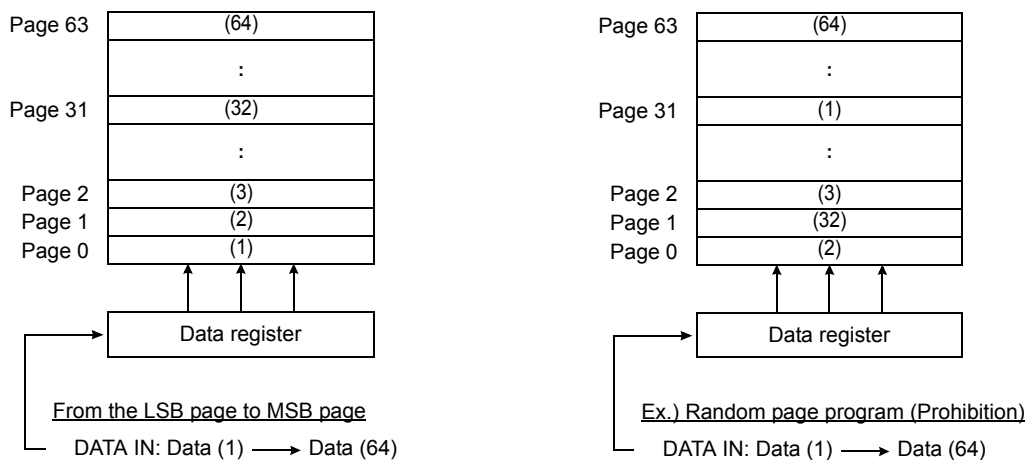 Page 63 (64)
:
Page 31 (32)
:
Page 2 (3)
Page 1 (2)
Page 0 (1)
Data register
From the LSB page to MSB page
DATA IN: Data (1) Data (64)
Page 63 (64)
:
Page 31 (1)
:
Page 2 (3)
Page 1 (32)
Page 0 (2)
Data register
Ex.) Random page program (Prohibition)
DATA IN: Data (1) Data (64)